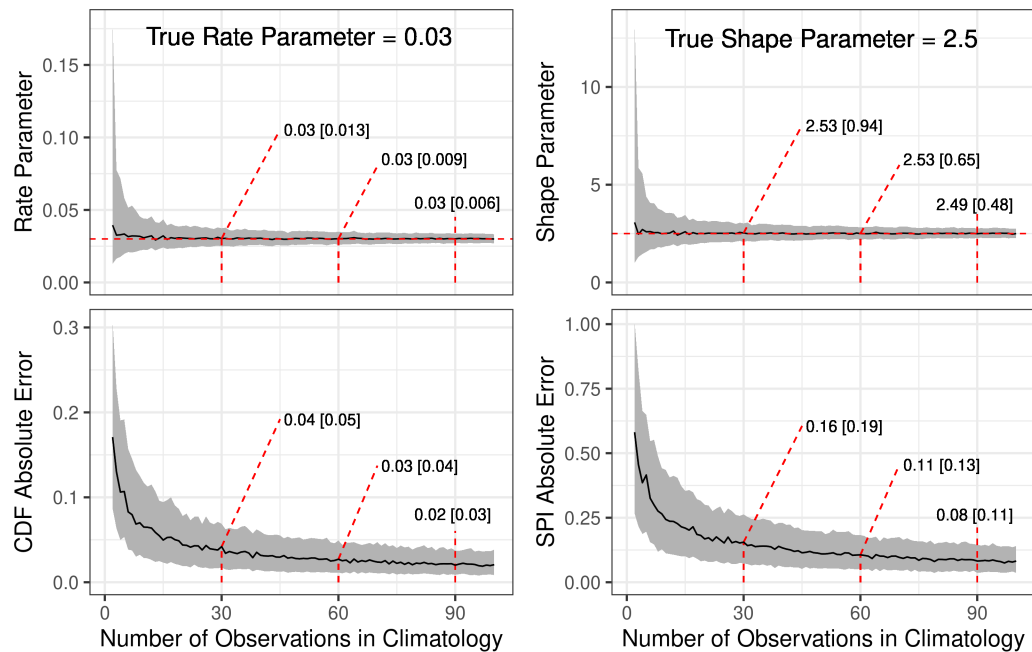 True Rate Parameter = 0.03
Rate Parameter
0.15
0.10
0.05
0.00
0.03 [0.013]
0.03 [0.009]
0.03 [0.006]
True Shape Parameter = 2.5
Shape Parameter
10
5
0
2.53 [0.94]
2.53 [0.65]
2.49 [0.48]
CDF Absolute Error
0.3
0.2
0.1
0.0
0.04 [0.05]
0.03 [0.04]
0.02 [0.03]
0 30 60 90
Number of Observations in Climatology
SPI Absolute Error
1.00
0.75
0.50
0.25
0.00
0.16 [0.19]
0.11 [0.13]
0.08 [0.11]
0 30 60 90
Number of Observations in Climatology